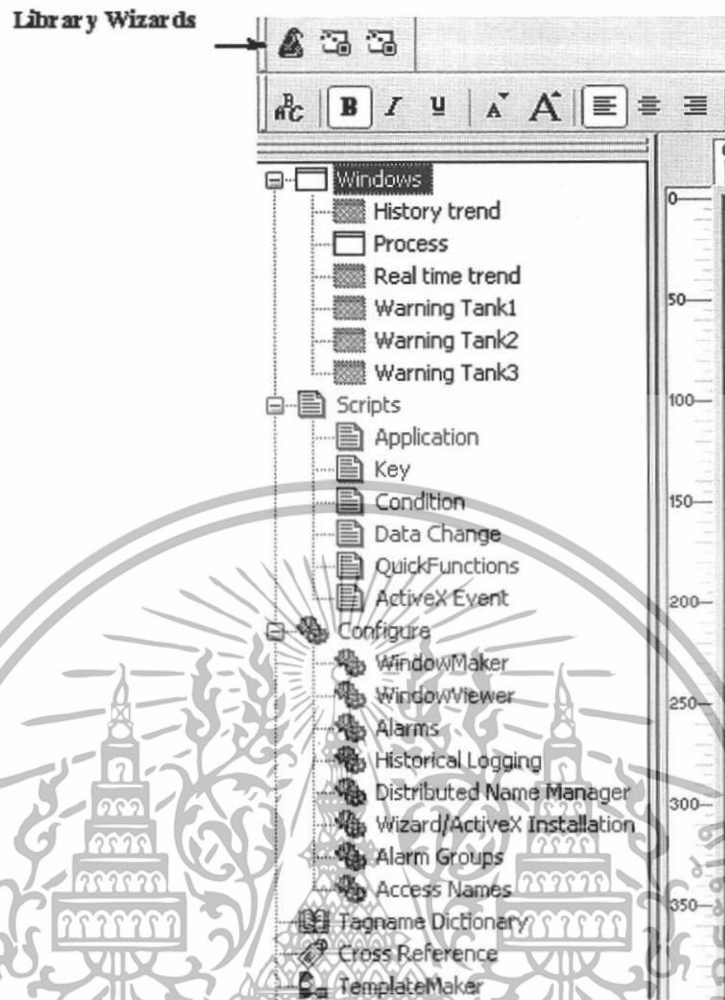 Library Wizards
ABC B I U A A
Windows
History trend
Process
Real time trend
Warning Tank1
Warning Tank2
Warning Tank3
Scripts
Application
Key
Condition
Data Change
QuickFunctions
ActiveX Event
Configure
WindowMaker
WindowViewer
Alarms
Historical Logging
Distributed Name Manager
Wizard/ActiveX Installation
Alarm Groups
Access Names
Tagname Dictionary
Cross Reference
TemplateMaker
0
50
100
150
200
250
300
350